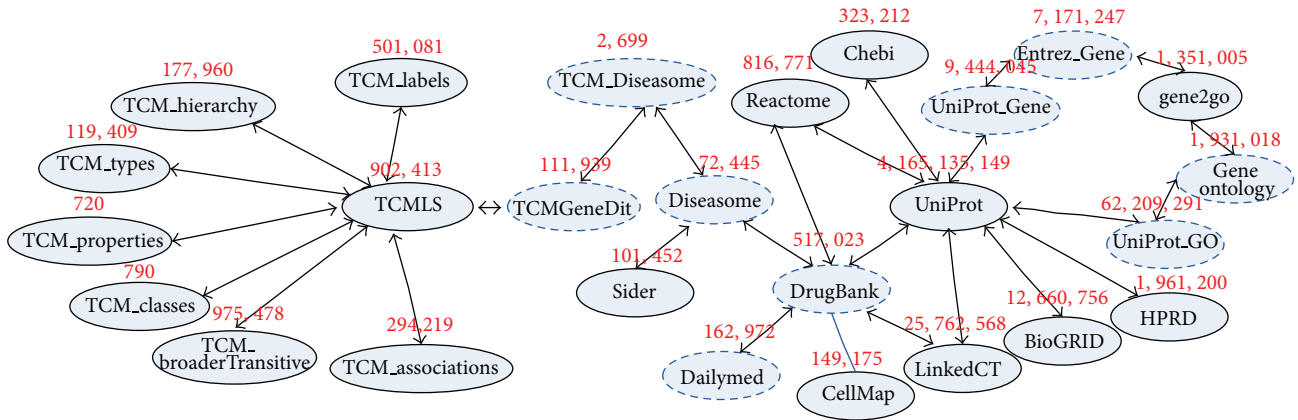 323, 212
7, 171, 247
501, 081
2, 699
Chebi
Entrez_Gene
1, 351, 005
177, 960
TCM_labels
TCM_Diseasome
816, 771
9, 444, 045
TCM_hierarchy
Reactome
UniProt_Gene
gene2go
119, 409
TCM_types
902, 413
111, 939
72, 445
4, 165, 135, 149
1, 931, 018
Gene
ontology
720
TCMLS
TCMGeneDit
Diseasome
UniProt
62, 209, 291
TCM_properties
101, 452
517, 023
UniProt_GO
790
Sider
DrugBank
12, 660, 756
1, 961, 200
TCM_classes
975, 478
294,219
162, 972
25, 762, 568
HPRD
TCM_
broaderTransitive
149, 175
BioGRID
TCM_associations
Dailymed
CellMap
LinkedCT